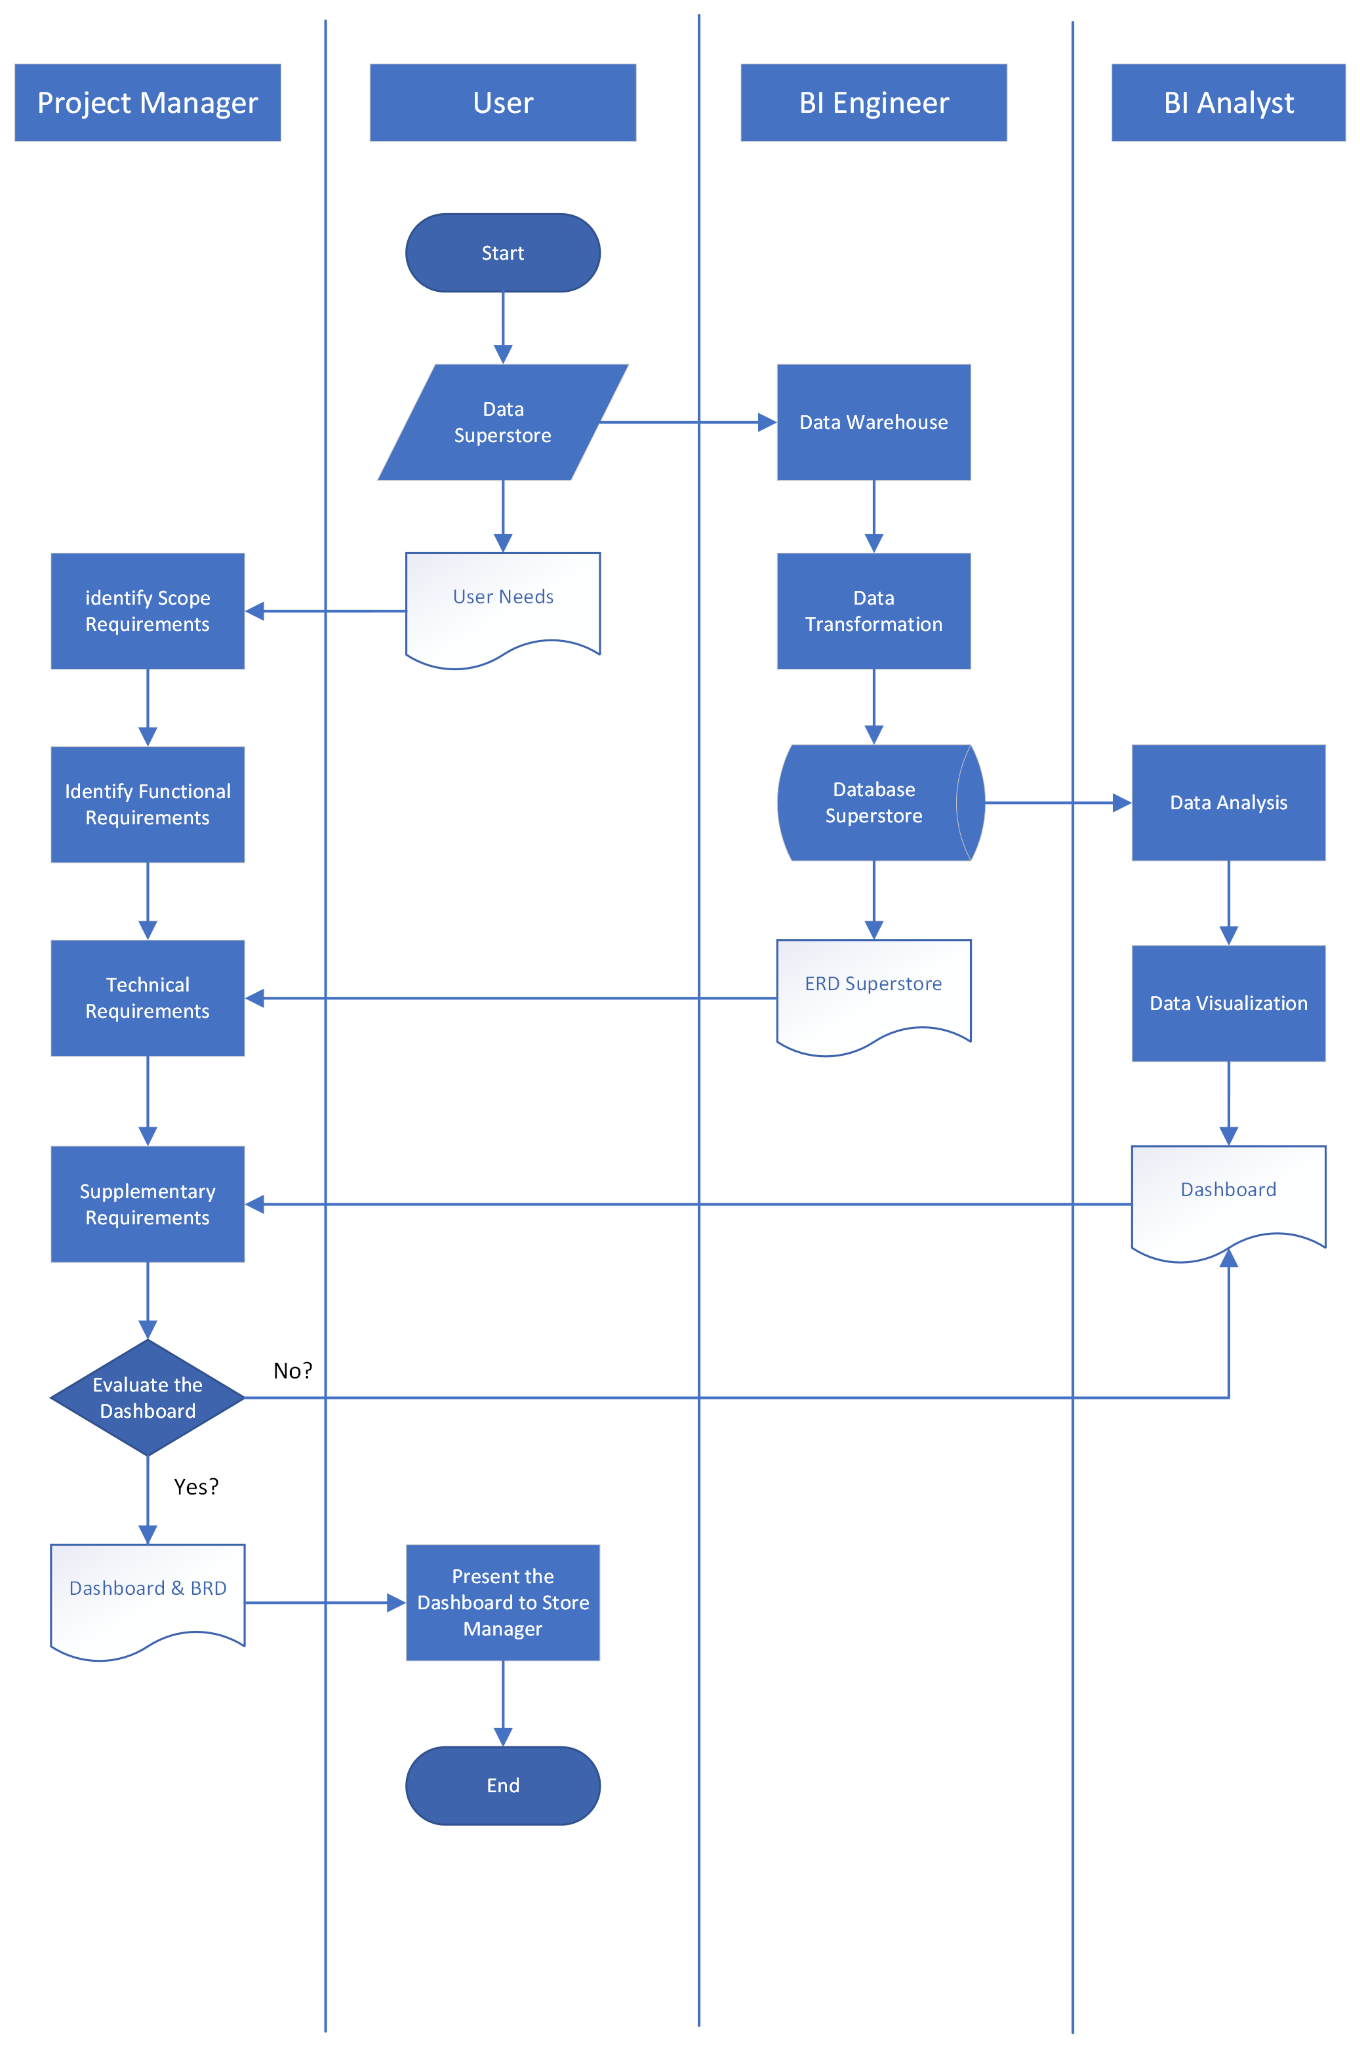 Project Manager
User
BI Engineer
BI Analyst
Start
Data
Superstore
Data Warehouse
identify Scope
Requirements
User Needs
Data
Transformation
Identify Functional
Requirements
Database
Superstore
Data Analysis
Technical
Requirements
ERD Superstore
Data Visualization
Supplementary
Requirements
Dashboard
Evaluate the
Dashboard
No?
Yes?
Dashboard & BRD
Present the
Dashboard to Store
Manager
End